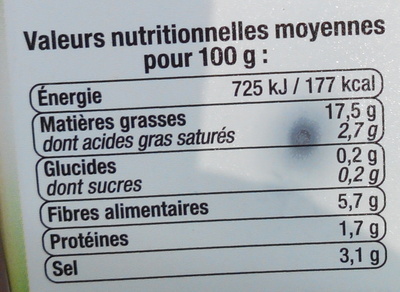 Valeurs nutritionnelles moyennes
pour 100 g :
Énergie 725 kJ / 177 kcal
Matières grasses 17,5 g
dont acides gras saturés 2,7 g
Glucides 0,2 g
dont sucres 0,2 g
Fibres alimentaires 5,7 g
Protéines 1,7 g
Sel 3,1 g